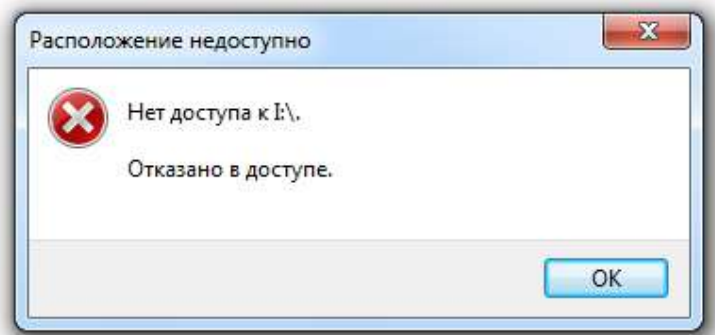 Расположение недоступно
Нет доступа к I:\.
Отказано в доступе.
OK